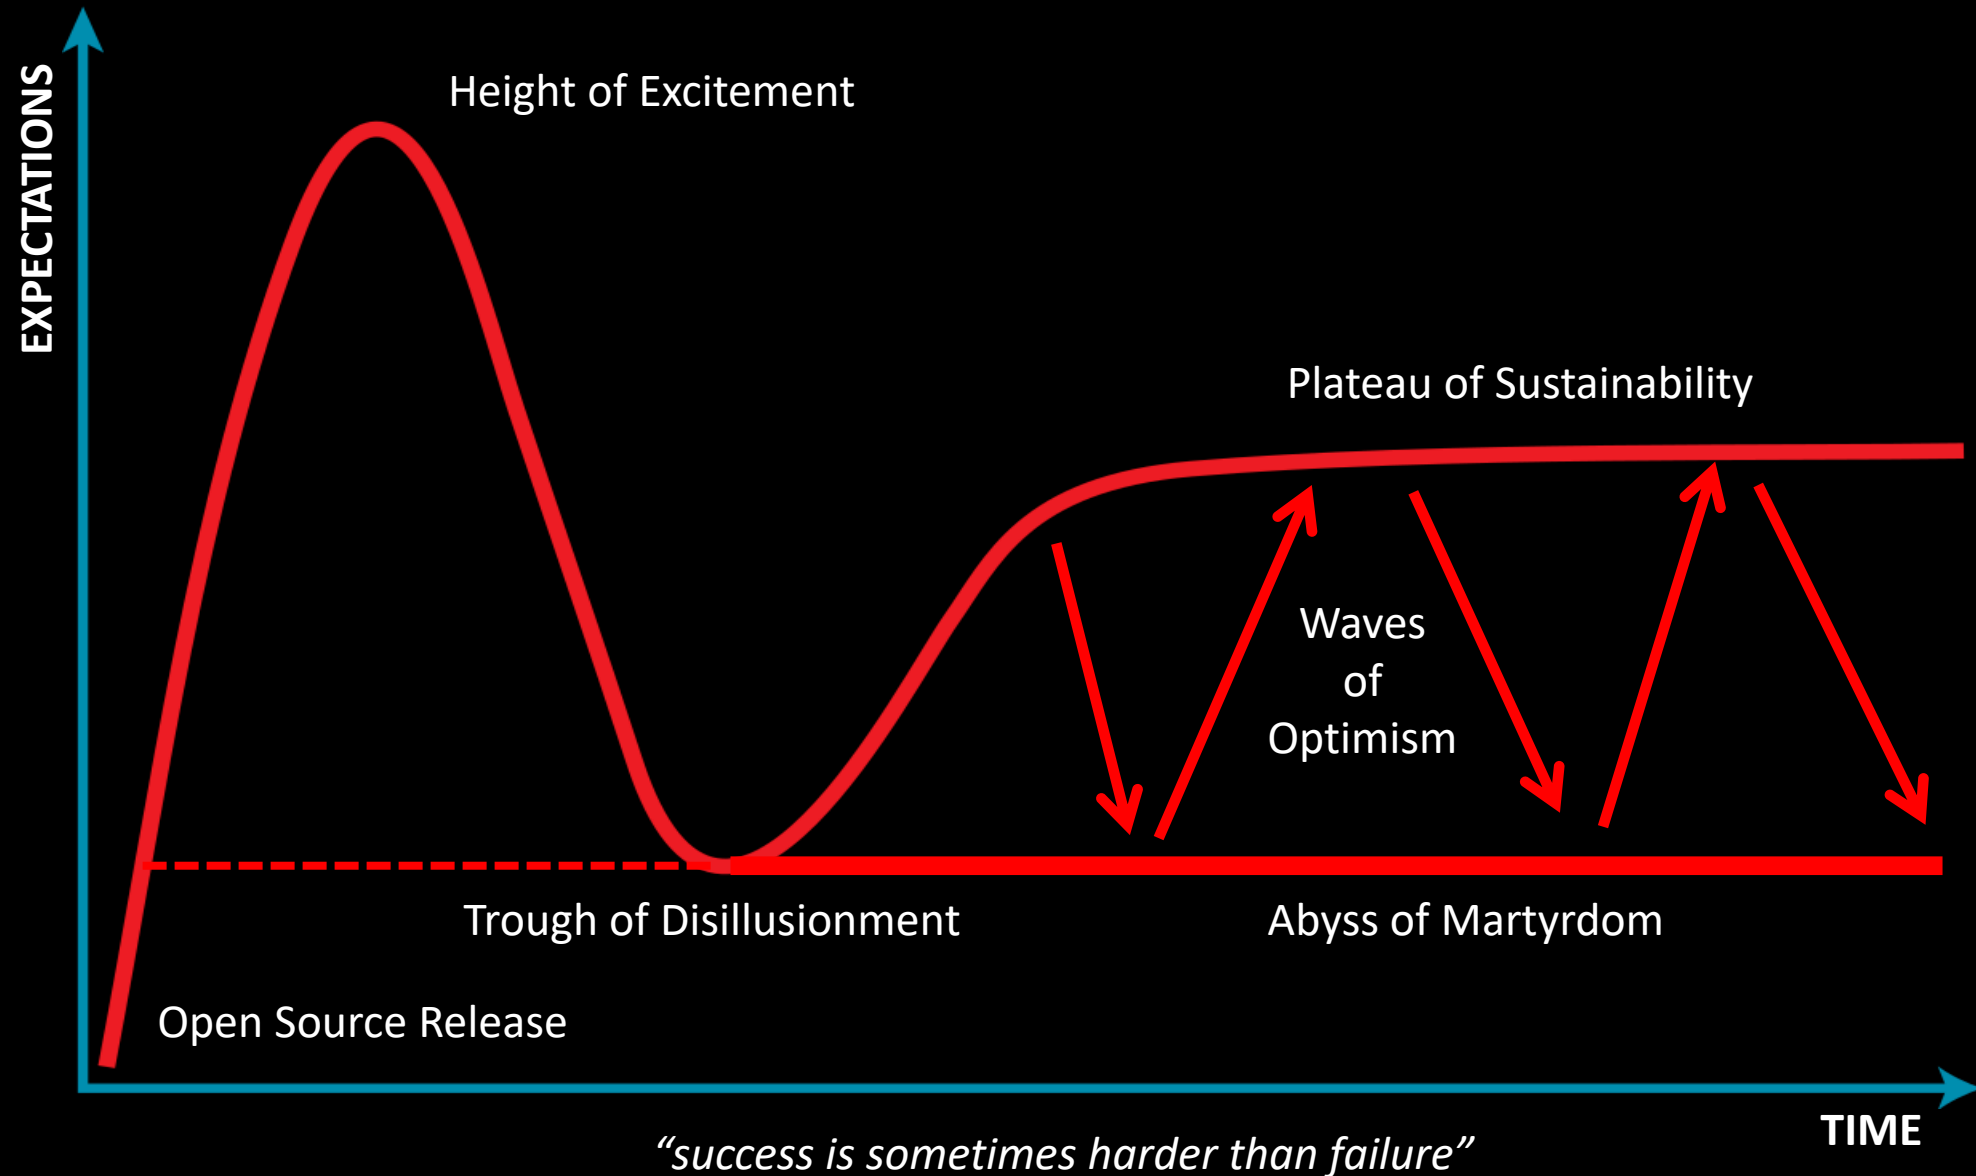 EXPECTATIONS
Height of Excitement
Plateau of Sustainability
Waves
of
Optimism
Trough of Disillusionment
Abyss of Martyrdom
Open Source Release
TIME
“success is sometimes harder than failure”